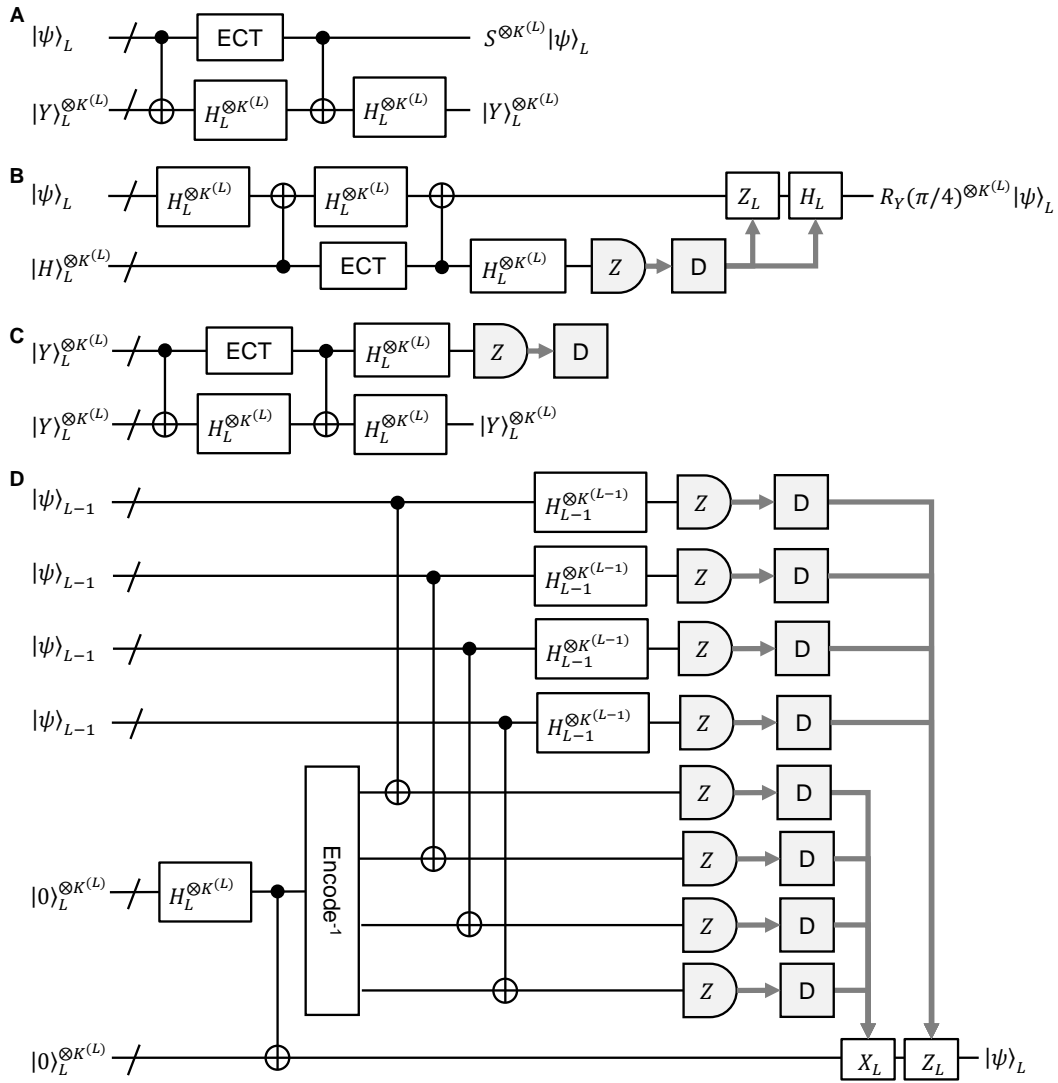 A
|ψ⟩_L ECT S^{⊗K^{(L)}}|ψ⟩_L
|Y⟩_L^{⊗K^{(L)}} H_L^{⊗K^{(L)}} H_L^{⊗K^{(L)}} |Y⟩_L^{⊗K^{(L)}}
B
|ψ⟩_L H_L^{⊗K^{(L)}} H_L^{⊗K^{(L)}} Z_L H_L R_Y(π/4)^{⊗K^{(L)}}|ψ⟩_L
|H⟩_L^{⊗K^{(L)}} ECT H_L^{⊗K^{(L)}} Z D
C
|Y⟩_L^{⊗K^{(L)}} ECT H_L^{⊗K^{(L)}} Z D
|Y⟩_L^{⊗K^{(L)}} H_L^{⊗K^{(L)}} H_L^{⊗K^{(L)}} |Y⟩_L^{⊗K^{(L)}}
D
|ψ⟩_{L−1} H_{L−1}^{⊗K^{(L−1)}} Z D
|ψ⟩_{L−1} H_{L−1}^{⊗K^{(L−1)}} Z D
|ψ⟩_{L−1} H_{L−1}^{⊗K^{(L−1)}} Z D
|ψ⟩_{L−1} H_{L−1}^{⊗K^{(L−1)}} Z D
Z D
Z D
|0⟩_L^{⊗K^{(L)}} H_L^{⊗K^{(L)}} Encode^{-1}
Z D
Z D
|0⟩_L^{⊗K^{(L)}} X_L Z_L |ψ⟩_L